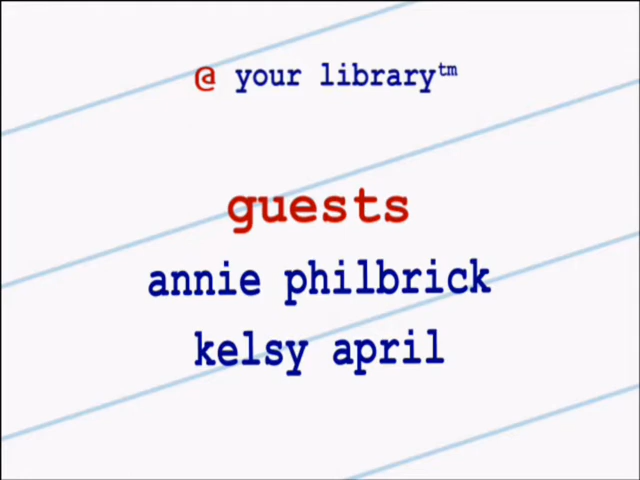 @ your library™
guests
annie philbrick
kelsy april